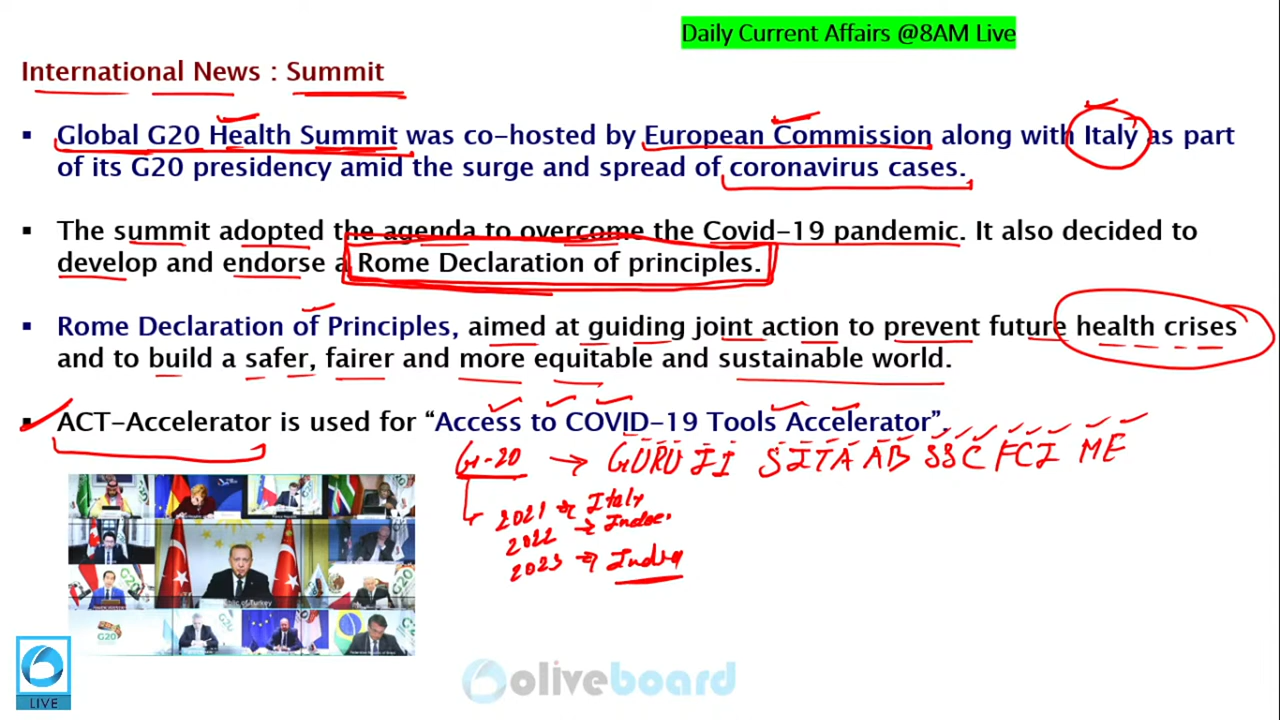 Daily Current Affairs @8AM Live
International News : Summit
▪ Global G20 Health Summit was co-hosted by European Commission along with Italy as part
of its G20 presidency amid the surge and spread of coronavirus cases.
▪ The summit adopted the agenda to overcome the Covid-19 pandemic. It also decided to
develop and endorse a Rome Declaration of principles.
▪ Rome Declaration of Principles, aimed at guiding joint action to prevent future health crises
and to build a safer, fairer and more equitable and sustainable world.
▪ ACT-Accelerator is used for “Access to COVID-19 Tools Accelerator”.
G-20 → GURU JI SITA AB SSC FCI ME
2021 → Italy
2022 → Indo
2023 → India
G20
LIVE
oliveboard